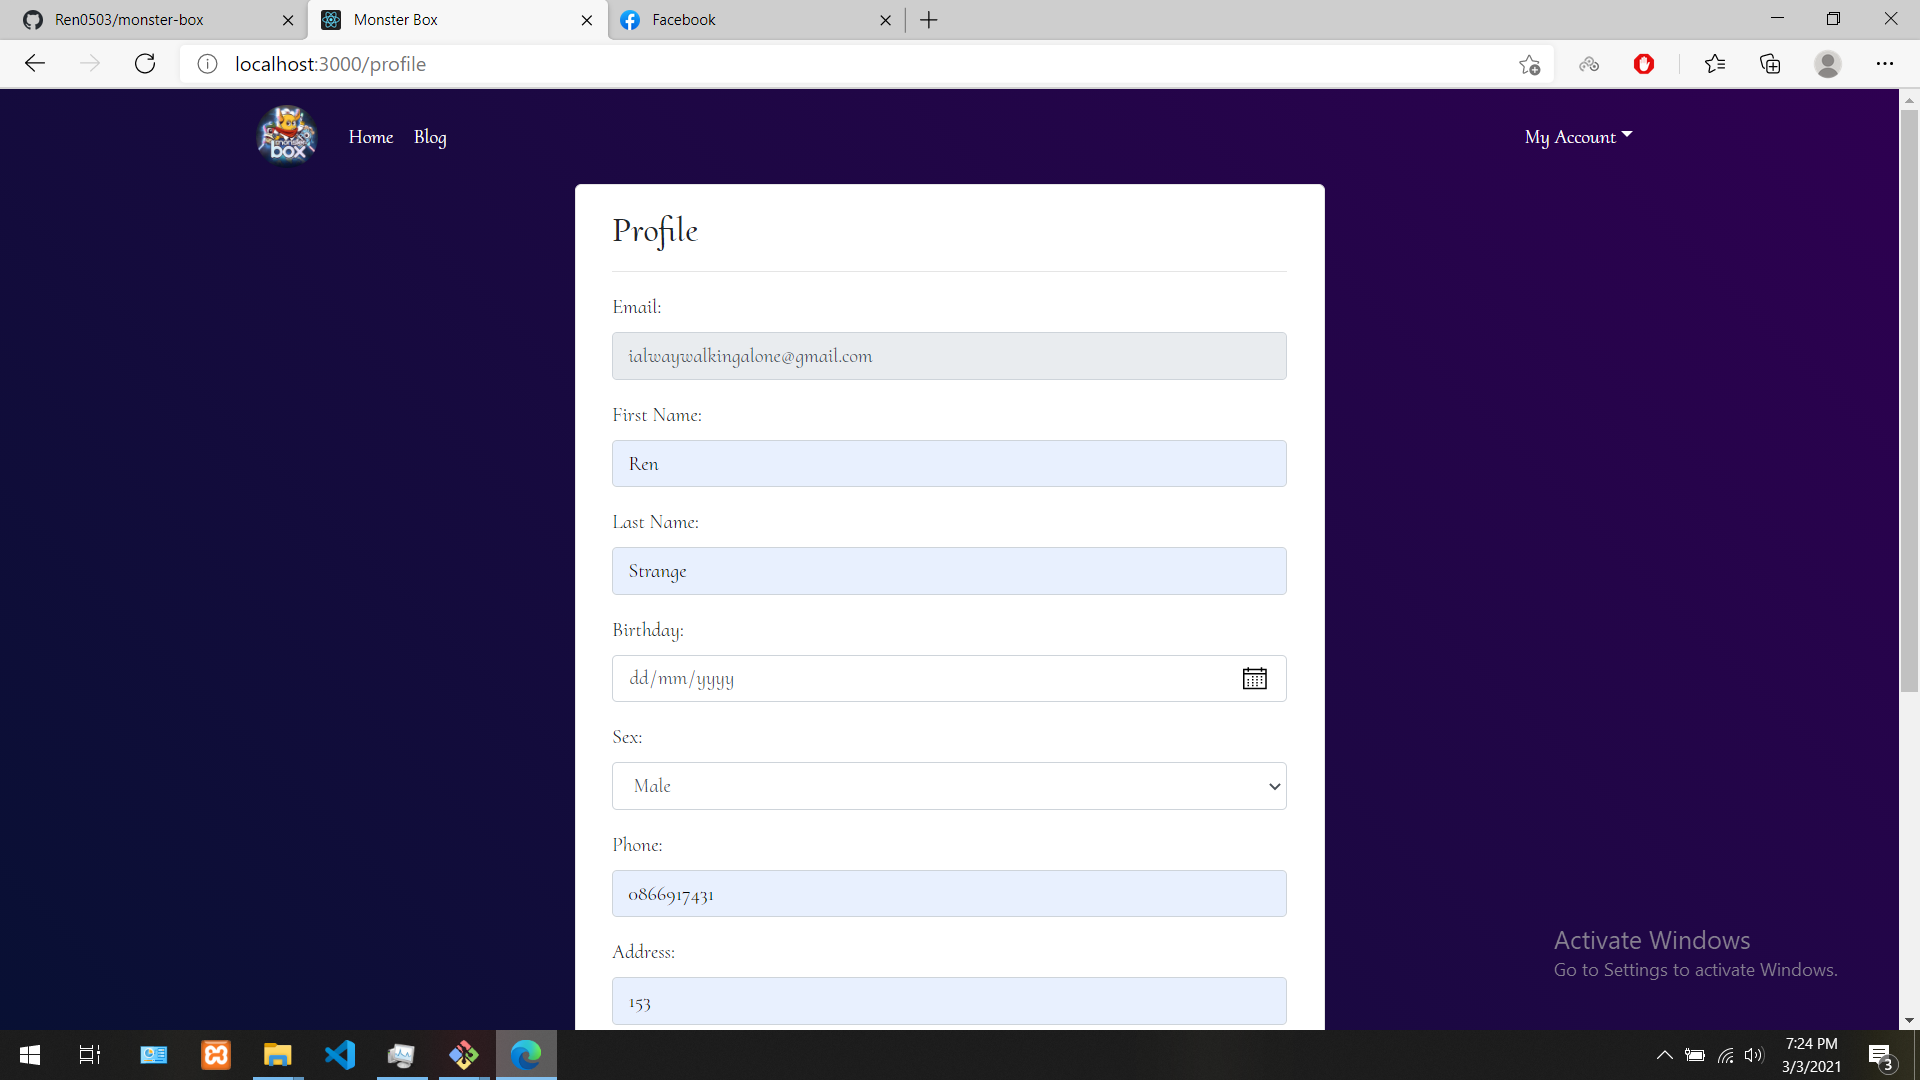 Ren0503/monster-box
Monster Box
Facebook
localhost:3000/profile
monster
box
Home
Blog
My Account
Profile
Email:
ialwaywalkingalone@gmail.com
First Name:
Ren
Last Name:
Strange
Birthday:
dd/mm/yyyy
Sex:
Male
Phone:
0866917431
Address:
153
Activate Windows
Go to Settings to activate Windows.
7:24 PM
3/3/2021
3